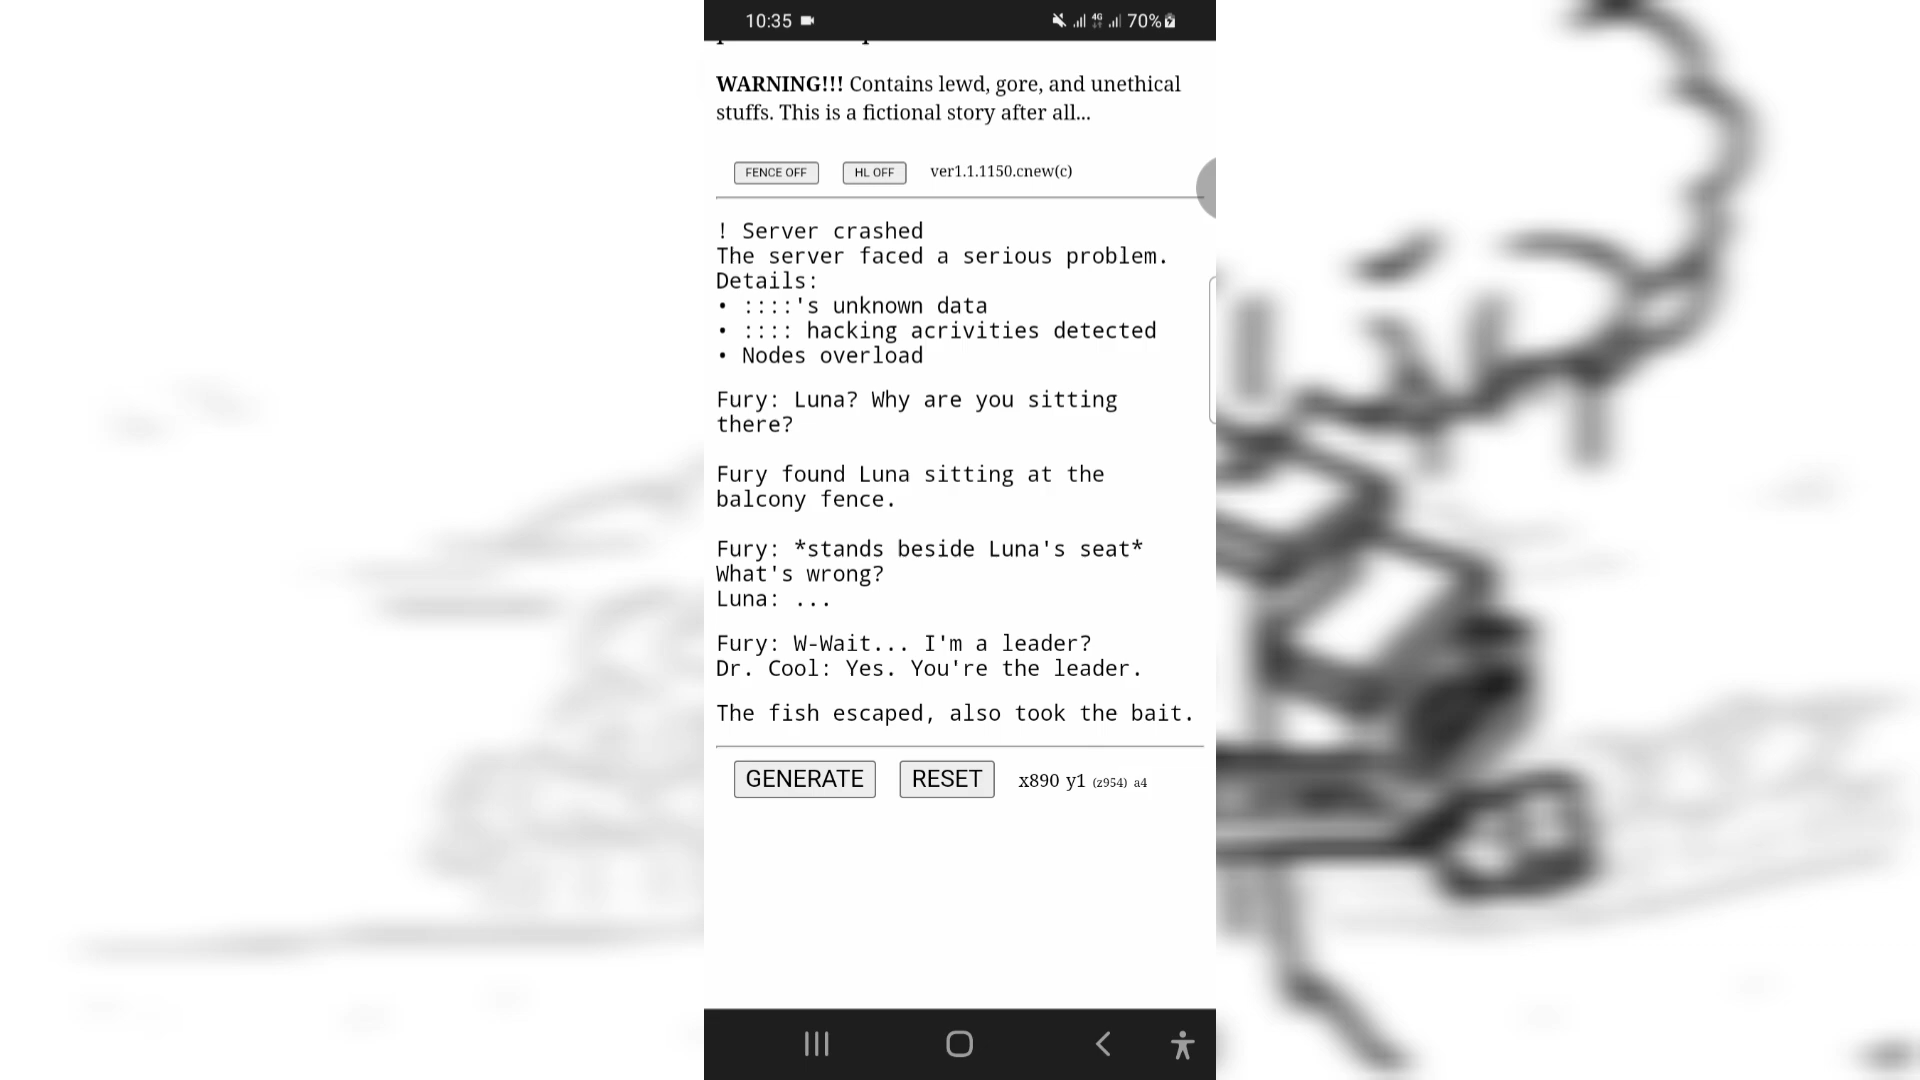 10:35 4G 70%
WARNING!!! Contains lewd, gore, and unethical
stuffs. This is a fictional story after all...
FENCE OFF HL OFF ver1.1.1150.cnew(c)
! Server crashed
The server faced a serious problem.
Details:
• ::::'s unknown data
• :::: hacking acrivities detected
• Nodes overload
Fury: Luna? Why are you sitting
there?
Fury found Luna sitting at the
balcony fence.
Fury: *stands beside Luna's seat*
What's wrong?
Luna: ...
Fury: W-Wait... I'm a leader?
Dr. Cool: Yes. You're the leader.
The fish escaped, also took the bait.
GENERATE RESET x890 y1 (z954) a4